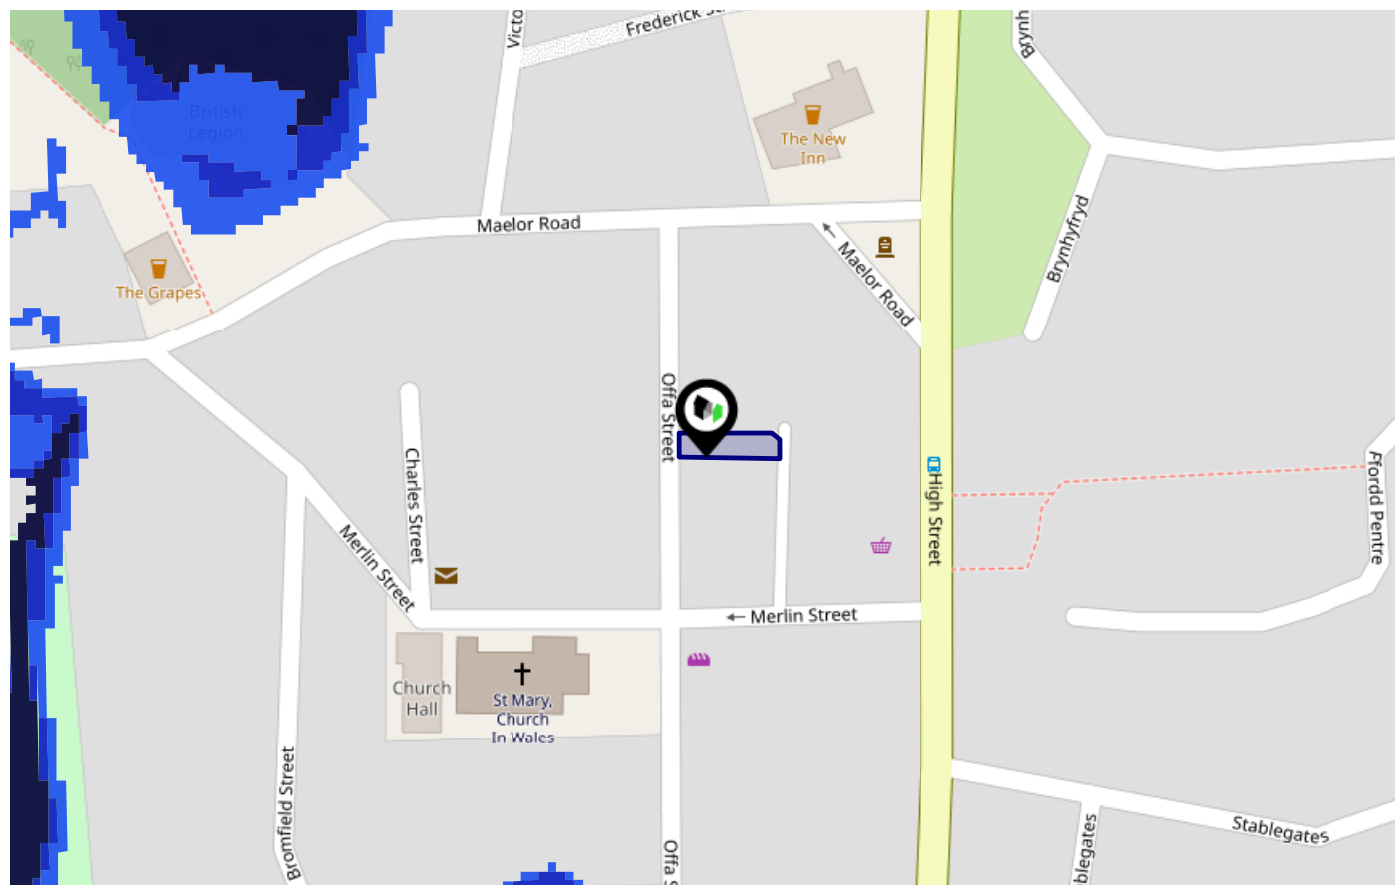 Victo
Frederick St
Brynh
British
Legion
The New
Inn
Maelor Road
Brynhyfryd
Maelor Road
The Grapes
Offa Street
Charles Street
High Street
Ffordd Pentre
Merlin Street
Merlin Street
Church
Hall
St Mary,
Church
In Wales
Bromfield Street
Offa S
Stablegates
blegates